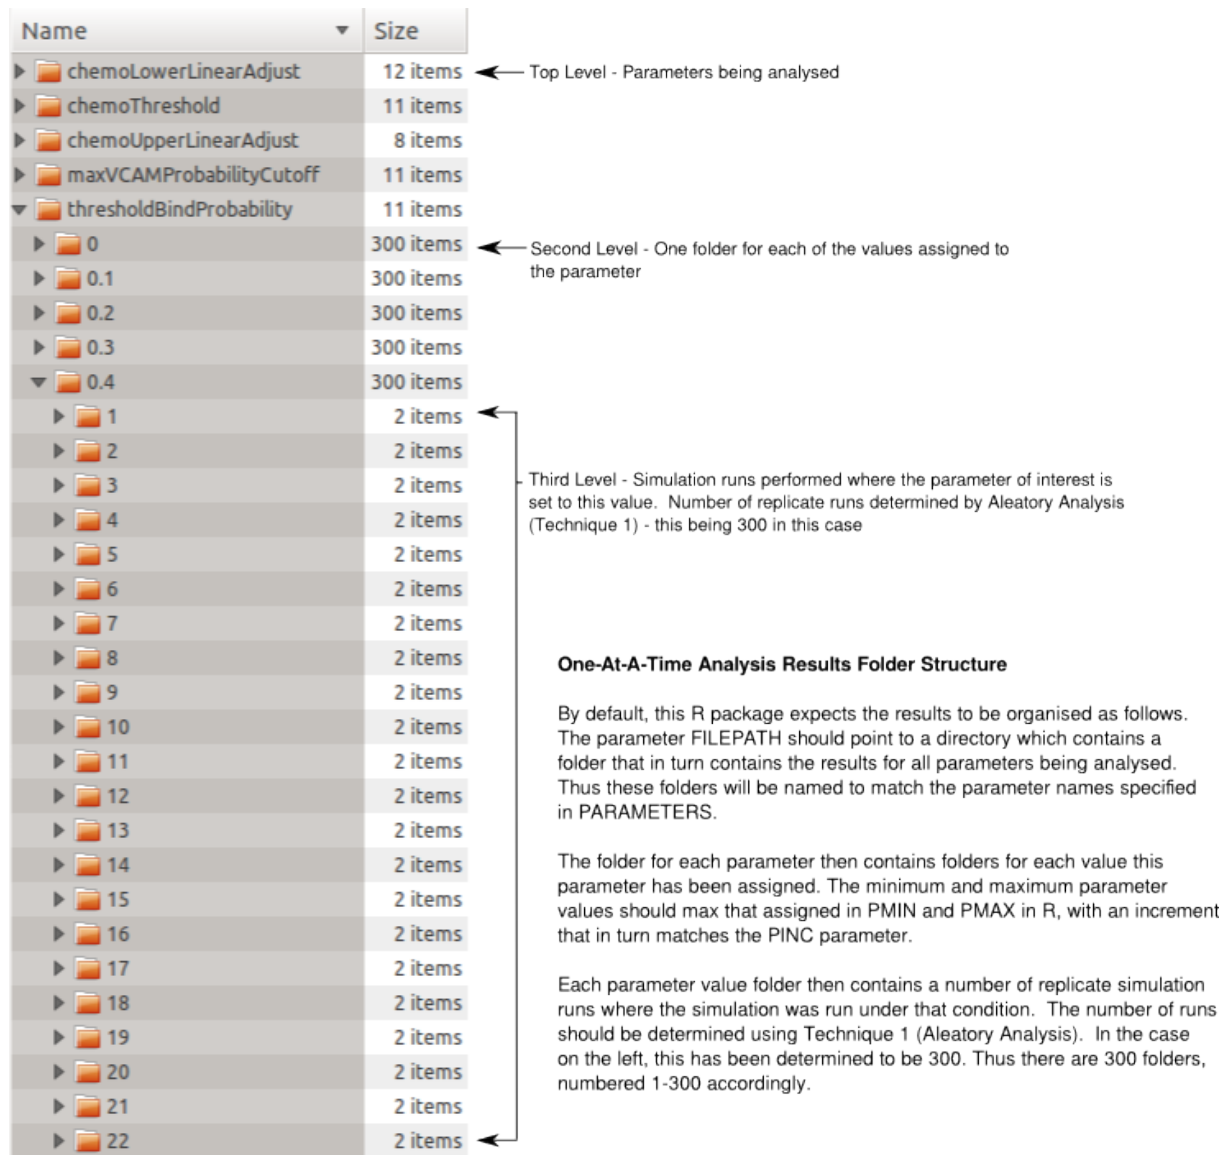 Name Size
chemoLowerLinearAdjust 12 items
Top Level - Parameters being analysed
chemoThreshold 11 items
chemoUpperLinearAdjust 8 items
maxVCAMProbabilityCutoff 11 items
thresholdBindProbability 11 items
0 300 items
Second Level - One folder for each of the values assigned to
the parameter
0.1 300 items
0.2 300 items
0.3 300 items
0.4 300 items
1 2 items
2 2 items
3 2 items
4 2 items
5 2 items
6 2 items
7 2 items
8 2 items
9 2 items
10 2 items
11 2 items
12 2 items
13 2 items
14 2 items
15 2 items
16 2 items
17 2 items
18 2 items
19 2 items
20 2 items
21 2 items
22 2 items
Third Level - Simulation runs performed where the parameter of interest is
set to this value. Number of replicate runs determined by Aleatory Analysis
(Technique 1) - this being 300 in this case
One-At-A-Time Analysis Results Folder Structure
By default, this R package expects the results to be organised as follows.
The parameter FILEPATH should point to a directory which contains a
folder that in turn contains the results for all parameters being analysed.
Thus these folders will be named to match the parameter names specified
in PARAMETERS.
The folder for each parameter then contains folders for each value this
parameter has been assigned. The minimum and maximum parameter
values should max that assigned in PMIN and PMAX in R, with an increment
that in turn matches the PINC parameter.
Each parameter value folder then contains a number of replicate simulation
runs where the simulation was run under that condition. The number of runs
should be determined using Technique 1 (Aleatory Analysis). In the case
on the left, this has been determined to be 300. Thus there are 300 folders,
numbered 1-300 accordingly.